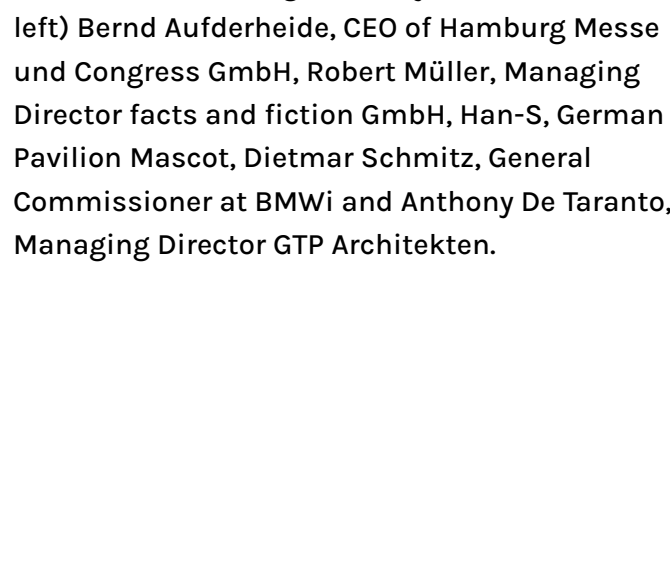 left) Bernd Aufderheide, CEO of Hamburg Messe
und Congress GmbH, Robert Müller, Managing
Director facts and fiction GmbH, Han-S, German
Pavilion Mascot, Dietmar Schmitz, General
Commissioner at BMWi and Anthony De Taranto,
Managing Director GTP Architekten.